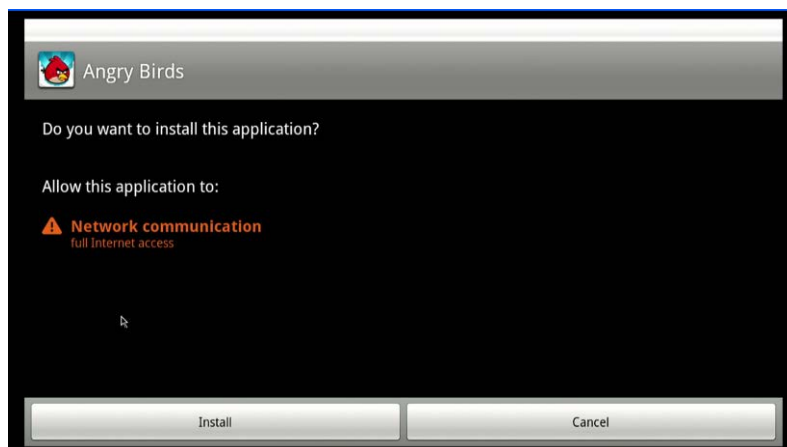 Angry Birds
Do you want to install this application?
Allow this application to:
Network communication
full Internet access
Install
Cancel